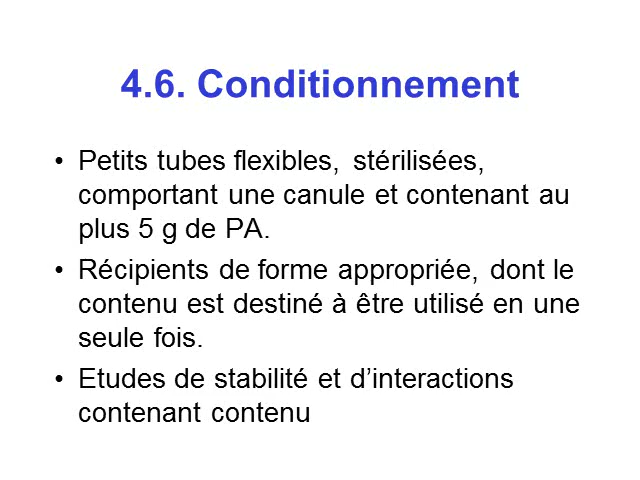 4.6. Conditionnement
• Petits tubes flexibles, stérilisées,
comportant une canule et contenant au
plus 5 g de PA.
• Récipients de forme appropriée, dont le
contenu est destiné à être utilisé en une
seule fois.
• Etudes de stabilité et d’interactions
contenant contenu